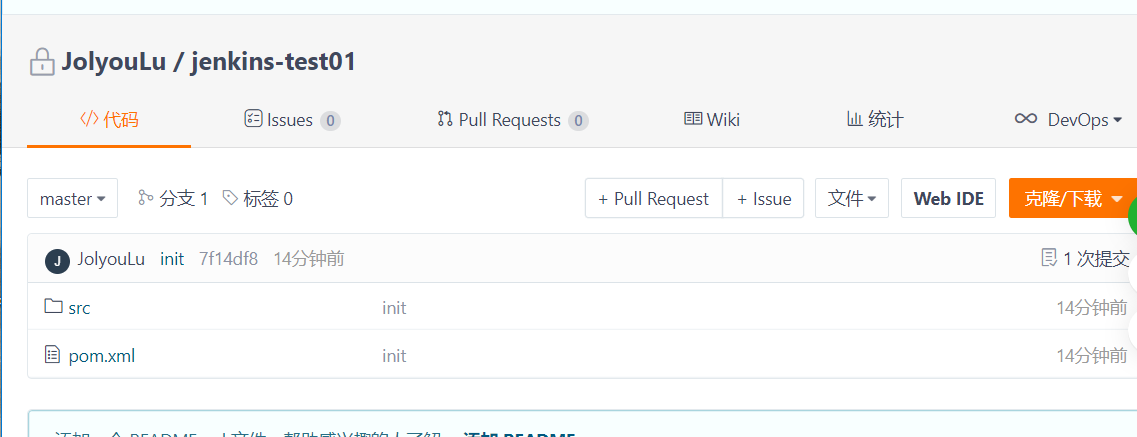 JolyouLu / jenkins-test01
代码 Issues 0 Pull Requests 0 Wiki 统计 DevOps
master 分支 1 标签 0 + Pull Request + Issue 文件 Web IDE 克隆/下载
J JolyouLu init 7f14df8 14分钟前 1 次提交
src init 14分钟前
pom.xml init 14分钟前
添加 README